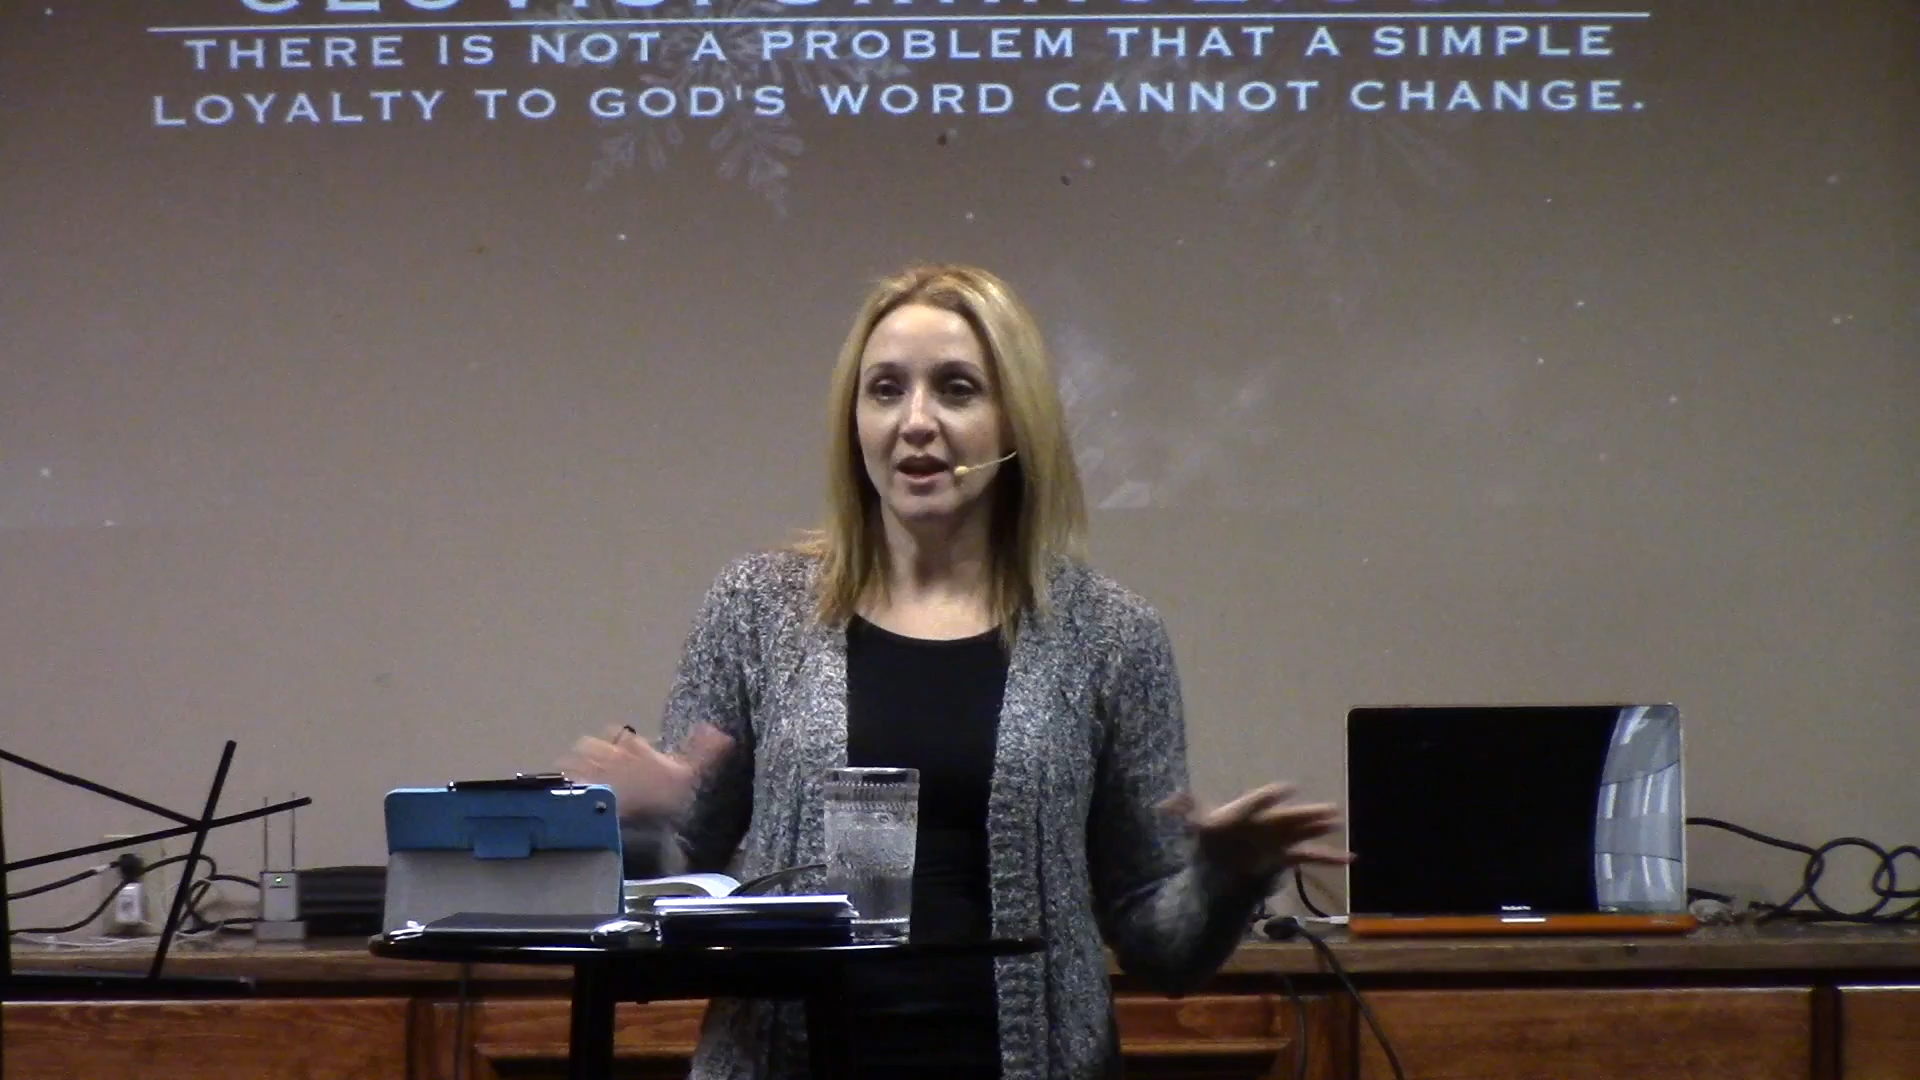 THERE IS NOT A PROBLEM THAT A SIMPLE
LOYALTY TO GOD'S WORD CANNOT CHANGE.